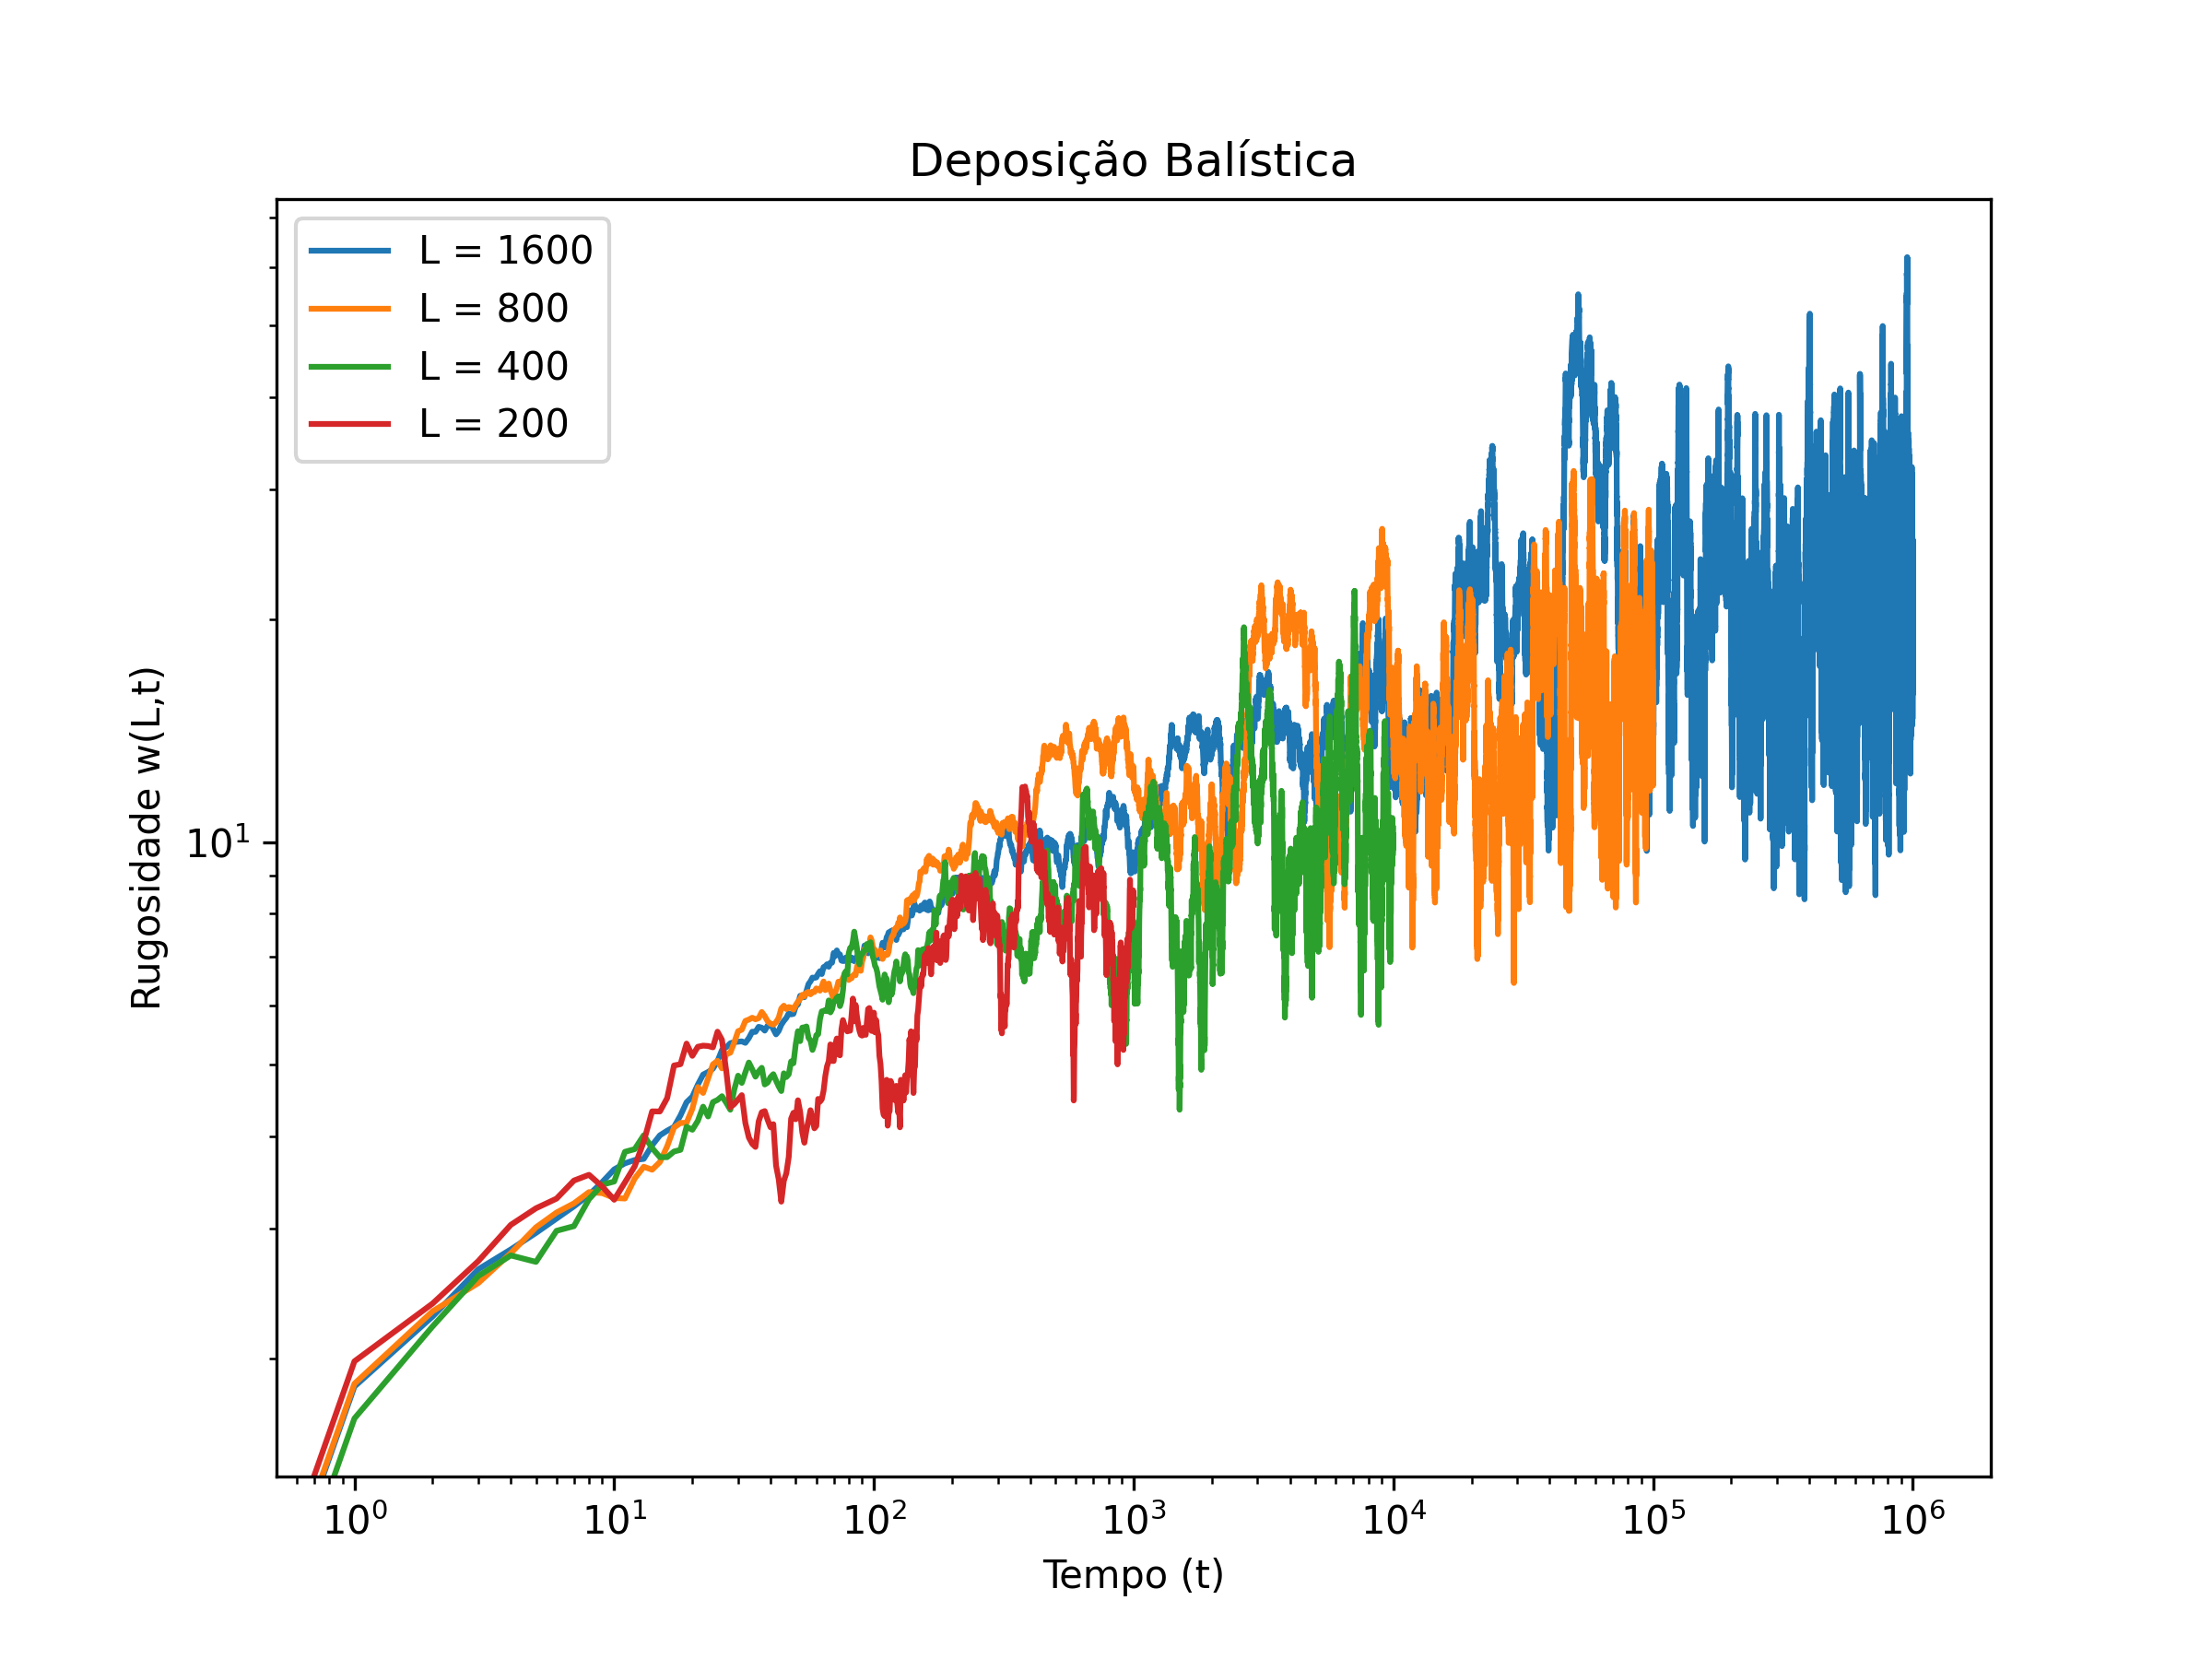 Deposição Balística
L = 1600
L = 800
L = 400
L = 200
Rugosidade w(L,t)
10¹
10⁰ 10¹ 10² 10³ 10⁴ 10⁵ 10⁶
Tempo (t)